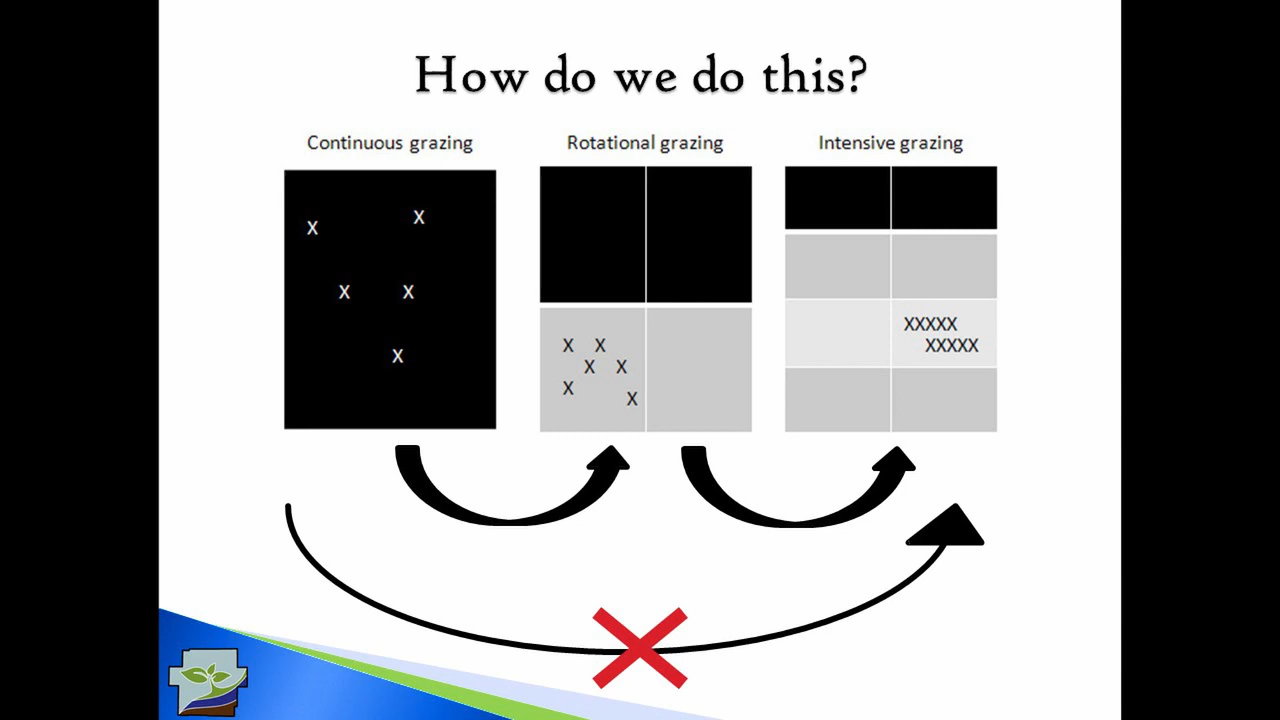 How do we do this?
Continuous grazing
Rotational grazing
Intensive grazing
X X
X X
X
X X
X X
X
X
XXXXX
XXXXX